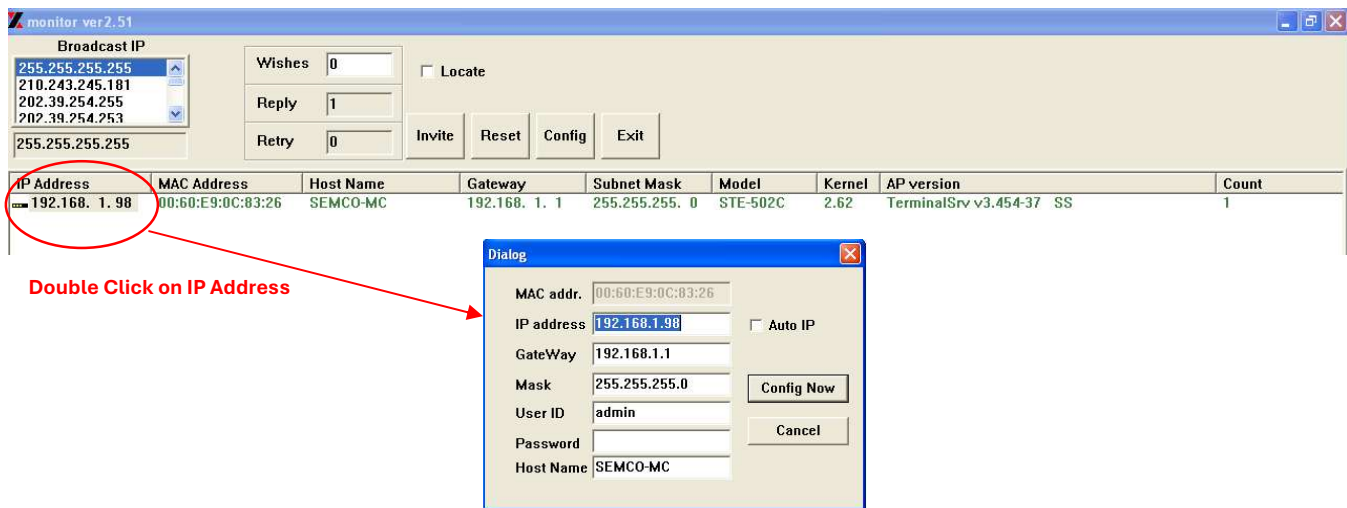 monitor ver2.51
Broadcast IP
255.255.255.255
210.243.245.181
202.39.254.255
202.39.254.253
255.255.255.255
Wishes 0
Reply 1
Retry 0
Locate
Invite Reset Config Exit
IP Address MAC Address Host Name Gateway Subnet Mask Model Kernel AP version Count
192.168. 1. 98 00:60:E9:0C:83:26 SEMCO-MC 192.168. 1. 1 255.255.255. 0 STE-502C 2.62 TerminalSrv v3.454-37 SS 1
Double Click on IP Address
Dialog
MAC addr. 00:60:E9:0C:83:26
IP address 192.168.1.98 Auto IP
GateWay 192.168.1.1
Mask 255.255.255.0
Config Now
User ID admin
Cancel
Password
Host Name SEMCO-MC